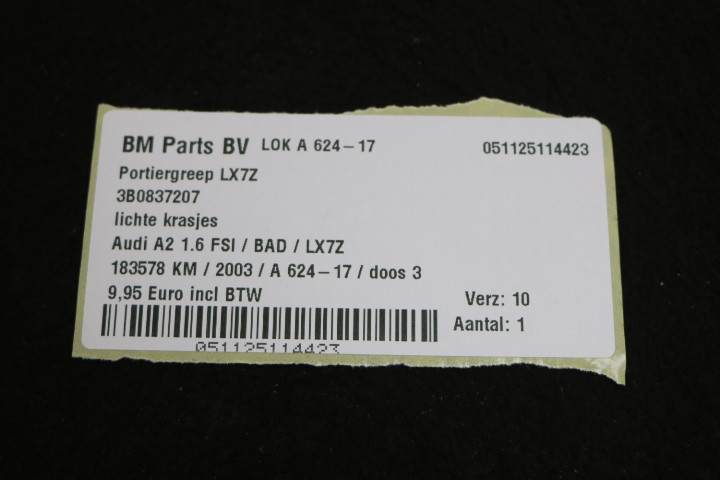 BM Parts BV LOK A 624-17 051125114423
Portiergreep LX7Z
3B0837207
lichte krasjes
Audi A2 1.6 FSI / BAD / LX7Z
183578 KM / 2003 / A 624-17 / doos 3
9,95 Euro incl BTW Verz: 10
Aantal: 1
051125114423